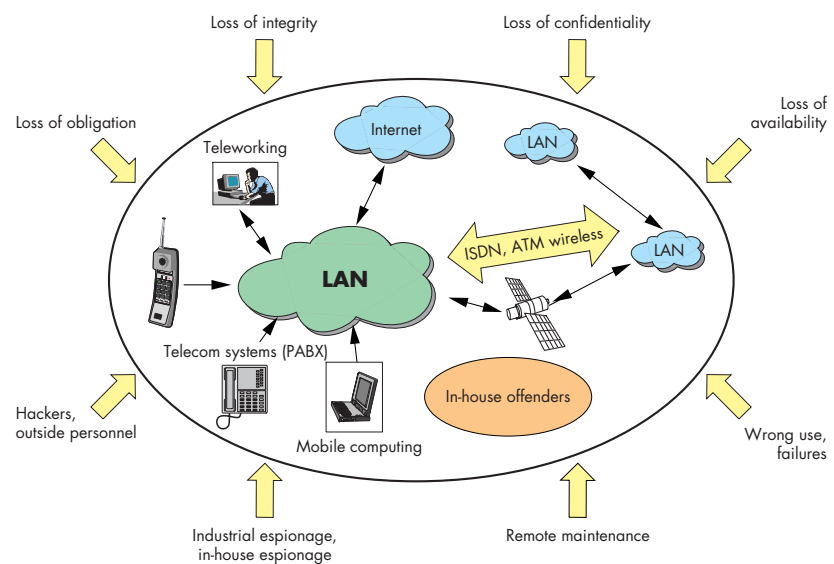 Loss of integrity
Loss of confidentiality
Loss of obligation
Loss of
availability
Internet
Teleworking
LAN
ISDN, ATM wireless
LAN
LAN
Telecom systems (PABX)
In-house offenders
Mobile computing
Hackers,
outside personnel
Wrong use,
failures
Industrial espionage,
in-house espionage
Remote maintenance